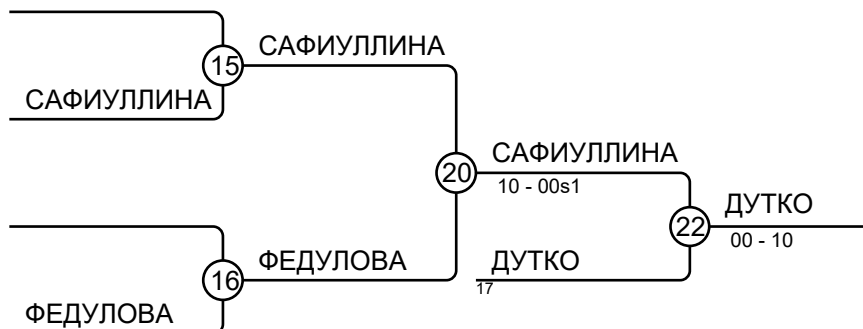 САФИУЛЛИНА
15
САФИУЛЛИНА
САФИУЛЛИНА
20
10 - 00s1
ДУТКО
22
00 - 10
ФЕДУЛОВА
ДУТКО
16
17
ФЕДУЛОВА